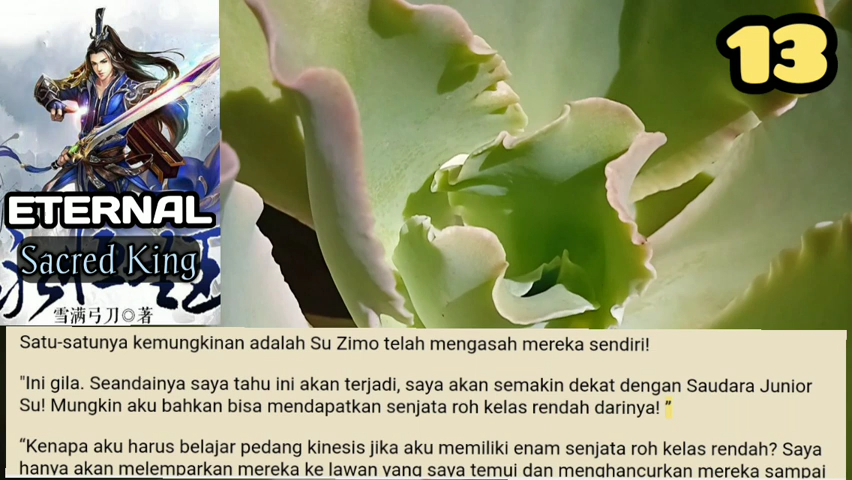 13
ETERNAL
Sacred King
雪满弓刀◎著
Satu-satunya kemungkinan adalah Su Zimo telah mengasah mereka sendiri!
"Ini gila. Seandainya saya tahu ini akan terjadi, saya akan semakin dekat dengan Saudara Junior
Su! Mungkin aku bahkan bisa mendapatkan senjata roh kelas rendah darinya! ”
“Kenapa aku harus belajar pedang kinesis jika aku memiliki enam senjata roh kelas rendah? Saya
hanya akan melemparkan mereka ke lawan yang saya temui dan menghancurkan mereka sampai